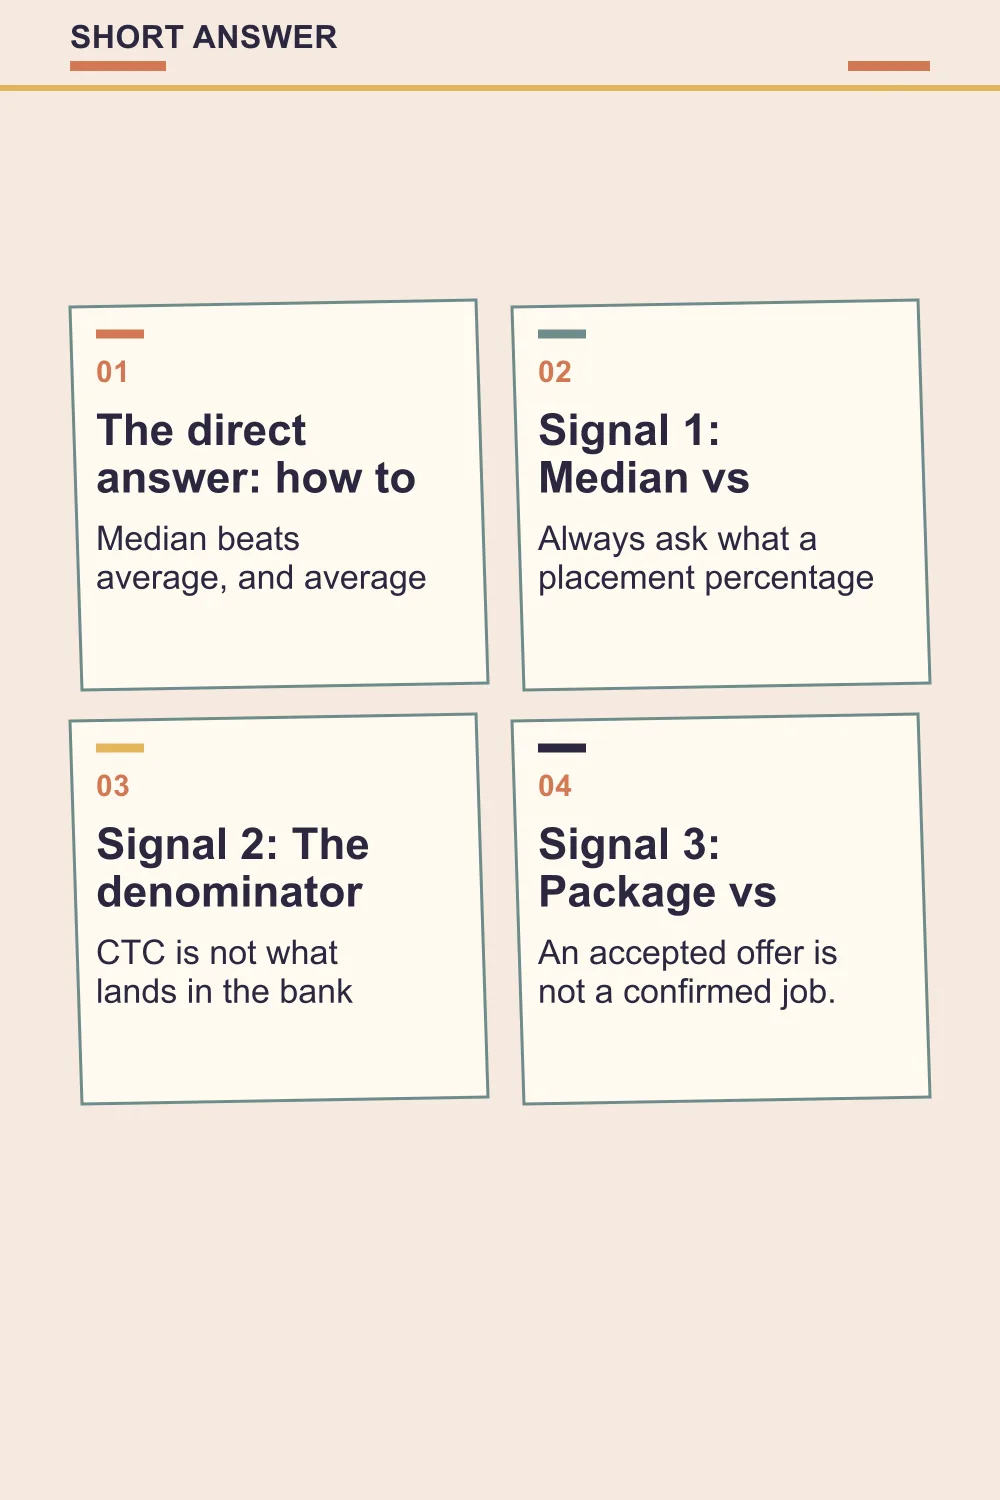 SHORT ANSWER
01
The direct
answer: how to
Median beats
average, and average
02
Signal 1:
Median vs
Always ask what a
placement percentage
03
Signal 2: The
denominator
CTC is not what
lands in the bank
04
Signal 3:
Package vs
An accepted offer is
not a confirmed job.